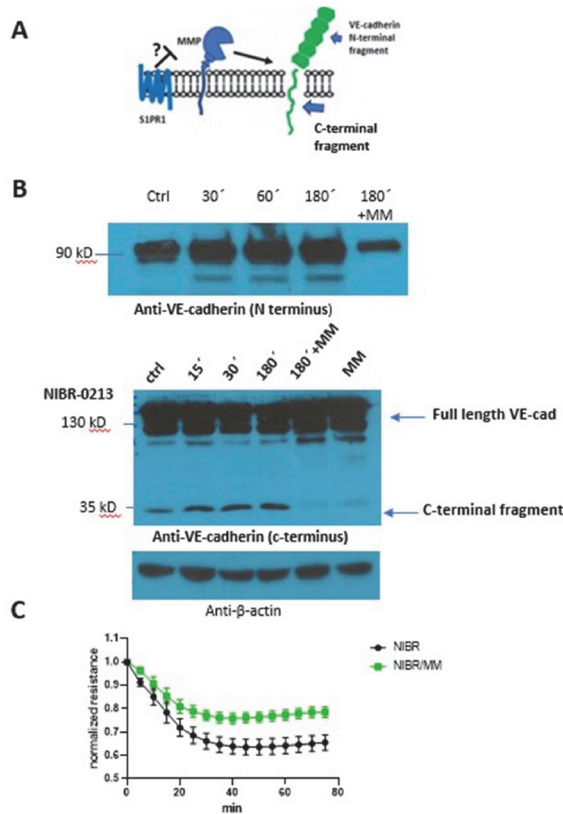 A
?
MMP
S1PR1
VE-cadherin
N-terminal
fragment
C-terminal
fragment
B
Ctrl 30´ 60´ 180´ 180´
+MM
90 kD
Anti-VE-cadherin (N terminus)
ctrl 15´ 30´ 180´ 180´+MM MM
NIBR-0213
130 kD
Full length VE-cad
35 kD
C-terminal fragment
Anti-VE-cadherin (c-terminus)
Anti-β-actin
C
normalized resistance
1.1
1.0
0.9
0.8
0.7
0.6
0.5
0 20 40 60 80
min
NIBR
NIBR/MM